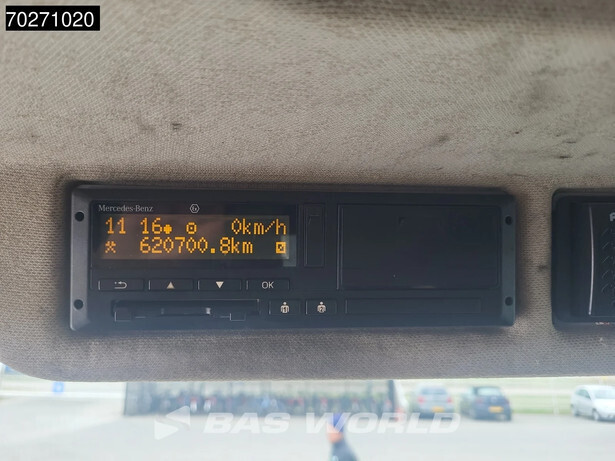 70271020
Mercedes-Benz
11 16 0km/h
620700.8km
OK
BAS WORLD